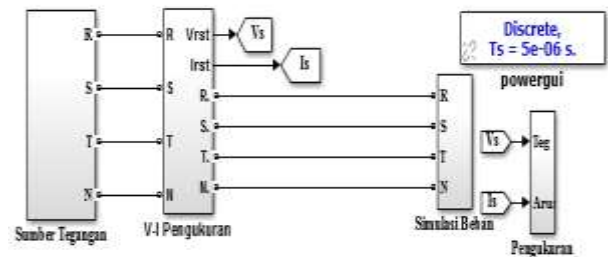 Discrete,
Ts = 5e-06 s.
powergui
R
S
T
N
Sumber Tegangan
R
S
T
N
Vrst
Irst
R.
S.
T.
N.
V-I Pengukuran
Vs
Is
R
S
T
N
Simulasi Beban
Vs
Is
Teg
Arus
Pengukuran